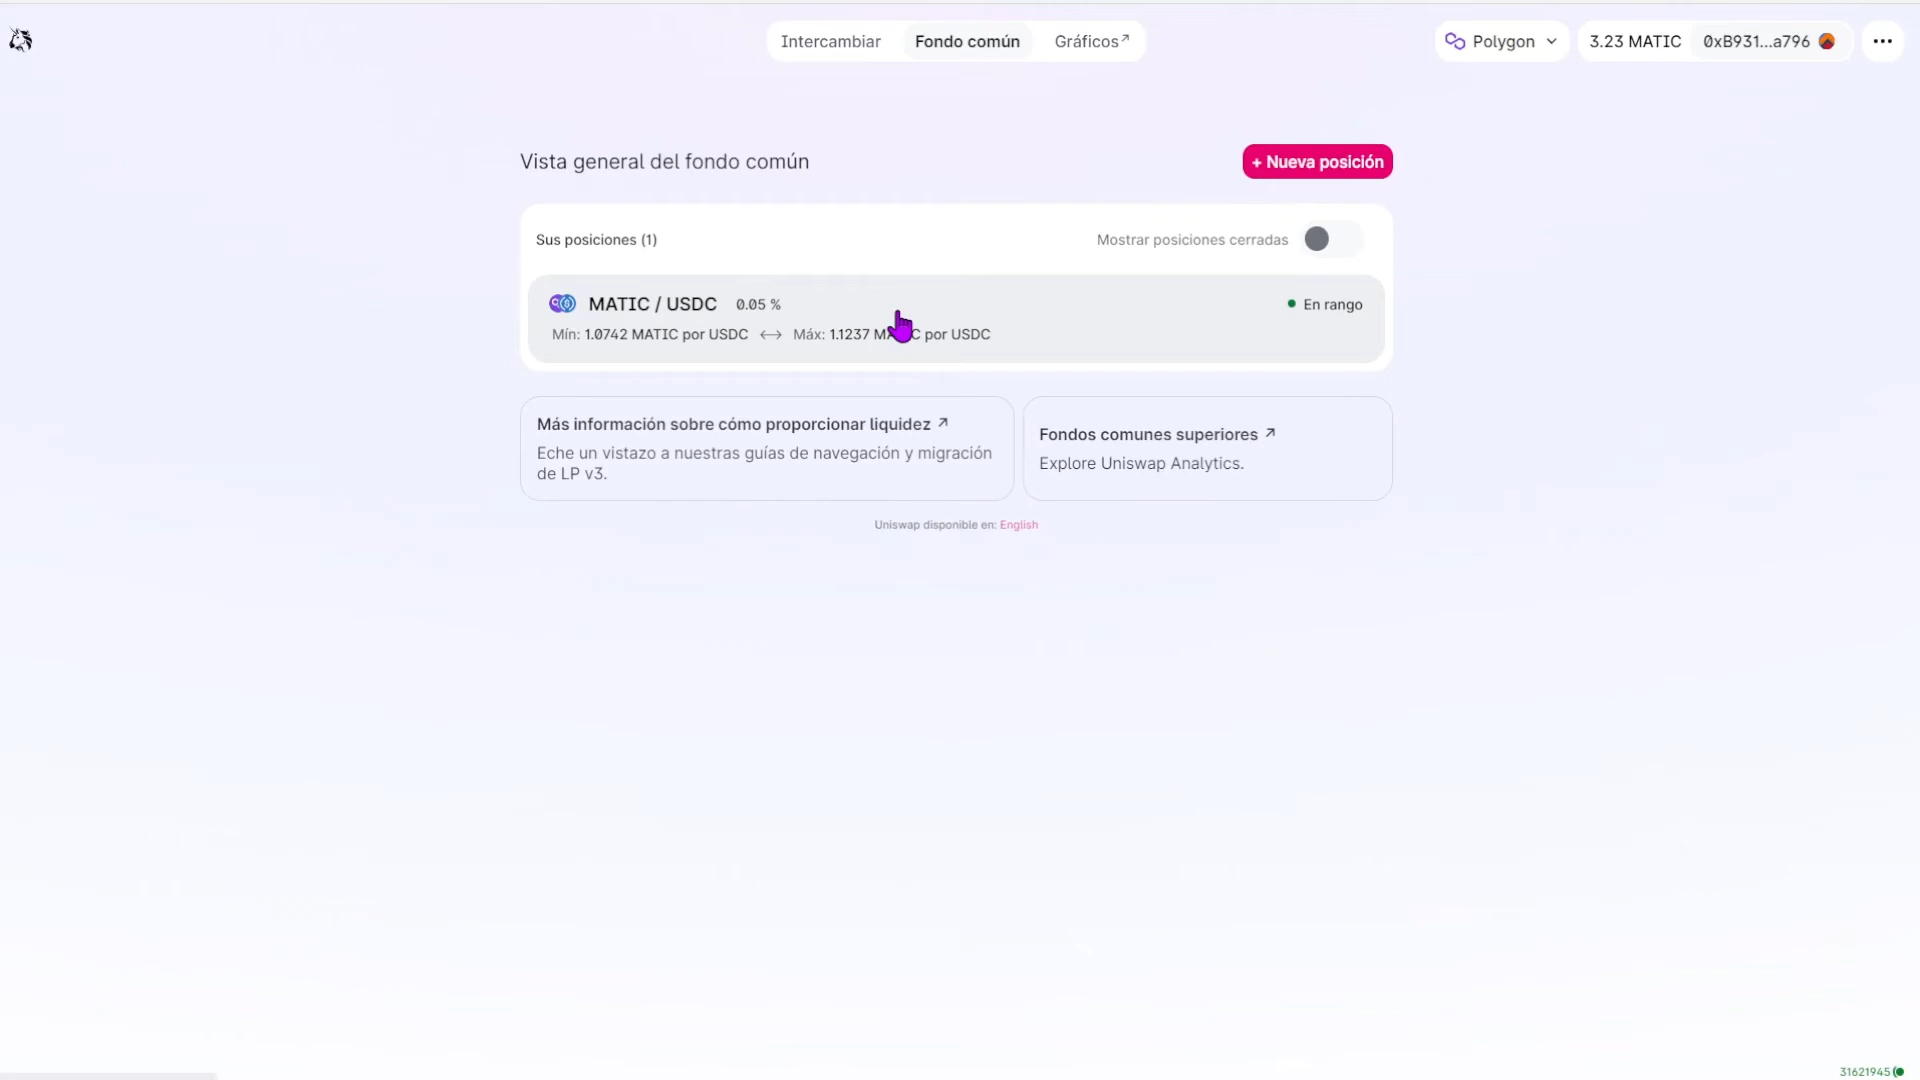 Intercambiar Fondo común Gráficos↗ Polygon 3.23 MATIC 0xB931...a796 ...
Vista general del fondo común + Nueva posición
Sus posiciones (1) Mostrar posiciones cerradas
MATIC / USDC 0.05 % En rango
Mín: 1.0742 MATIC por USDC ⟷ Máx: 1.1237 por USDC
Más información sobre cómo proporcionar liquidez ↗
Eche un vistazo a nuestras guías de navegación y migración
de LP v3.
Fondos comunes superiores ↗
Explore Uniswap Analytics.
Uniswap disponible en: English
31621945